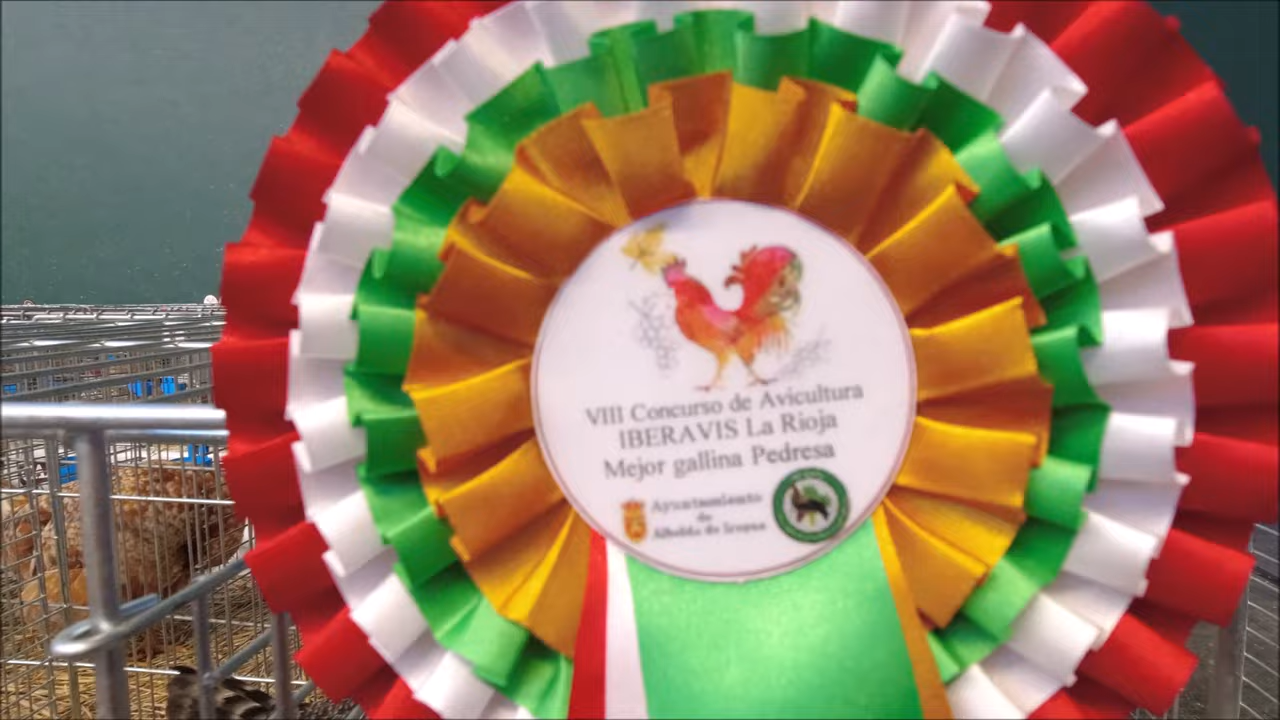 VIII Concurso de Avicultura
IBERAVIS La Rioja
Mejor gallina Pedresa
Ayuntamiento
de
Albelda de Iregua